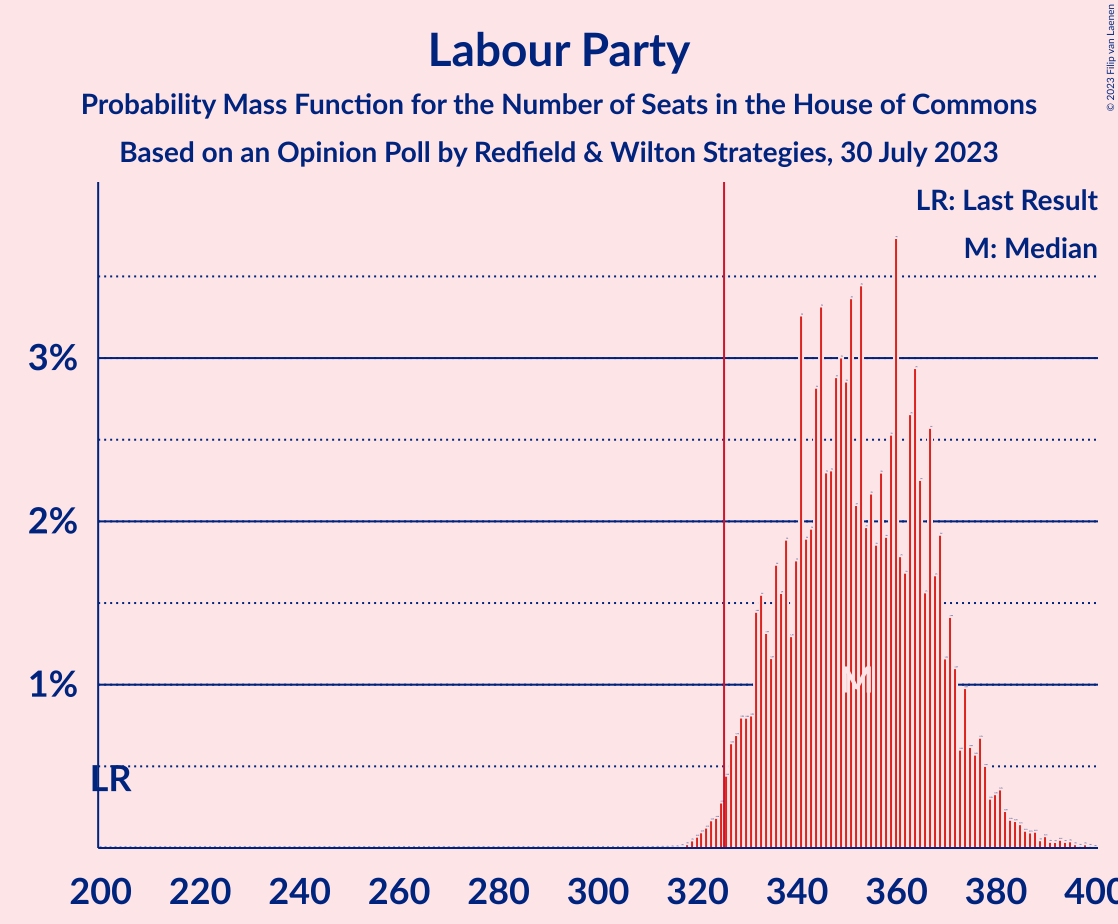 Labour Party
Probability Mass Function for the Number of Seats in the House of Commons
Based on an Opinion Poll by Redfield & Wilton Strategies, 30 July 2023
© 2023 Filip van Laenen
LR: Last Result
M: Median
3%
2%
1%
M
LR
200 220 240 260 280 300 320 340 360 380 400